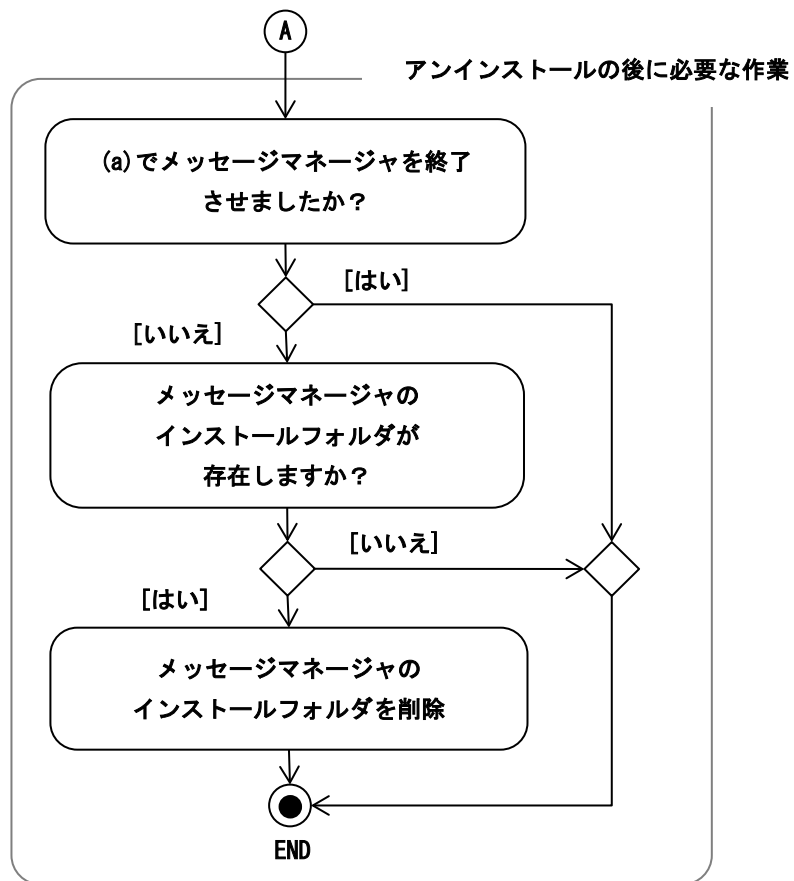 A
アンインストールの後に必要な作業
(a)でメッセージマネージャを終了
させましたか？
[はい]
[いいえ]
メッセージマネージャの
インストールフォルダが
存在しますか？
[いいえ]
[はい]
メッセージマネージャの
インストールフォルダを削除
END